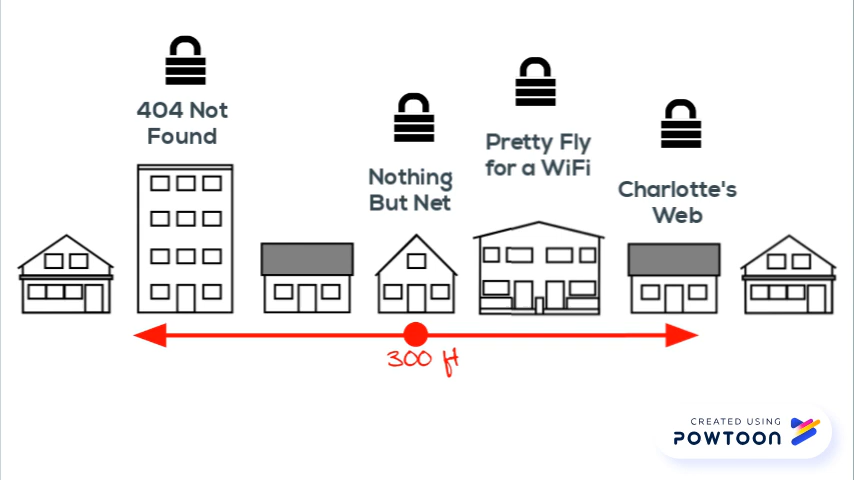 404 Not
Found
Nothing
But Net
Pretty Fly
for a WiFi
Charlotte's
Web
300 ft
CREATED USING
POWTOON